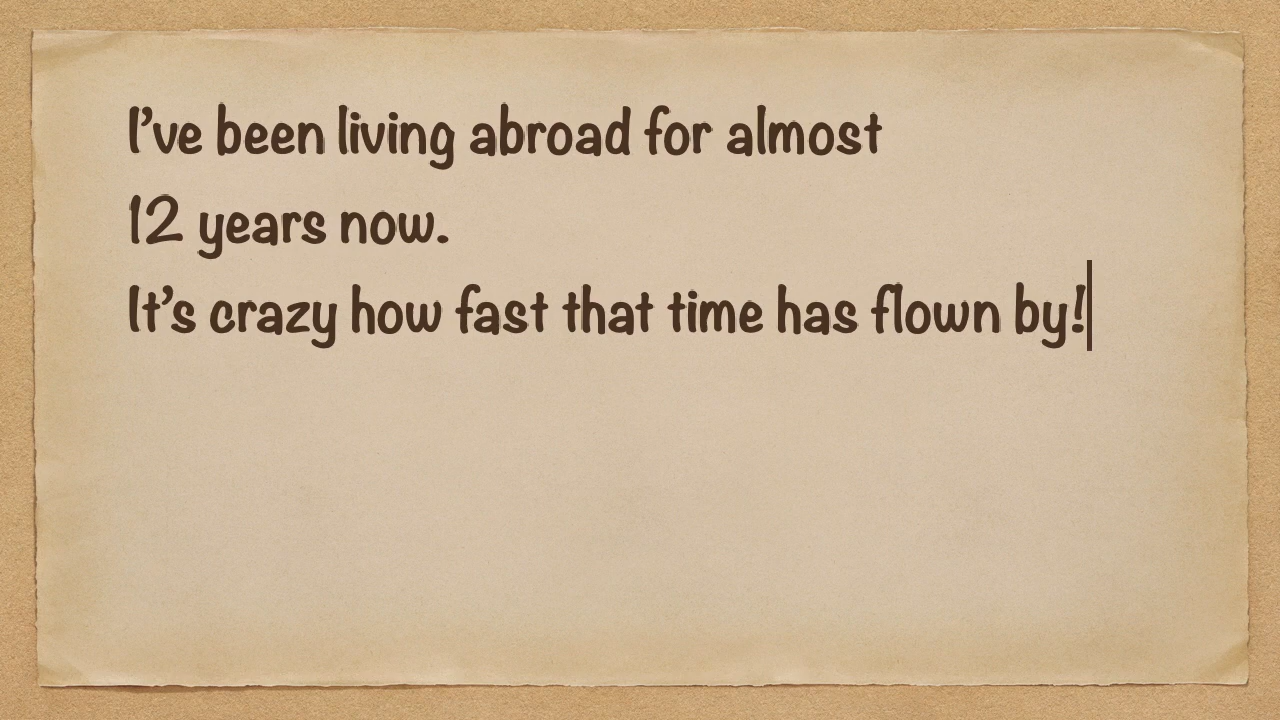 I’ve been living abroad for almost
12 years now.
It’s crazy how fast that time has flown by!